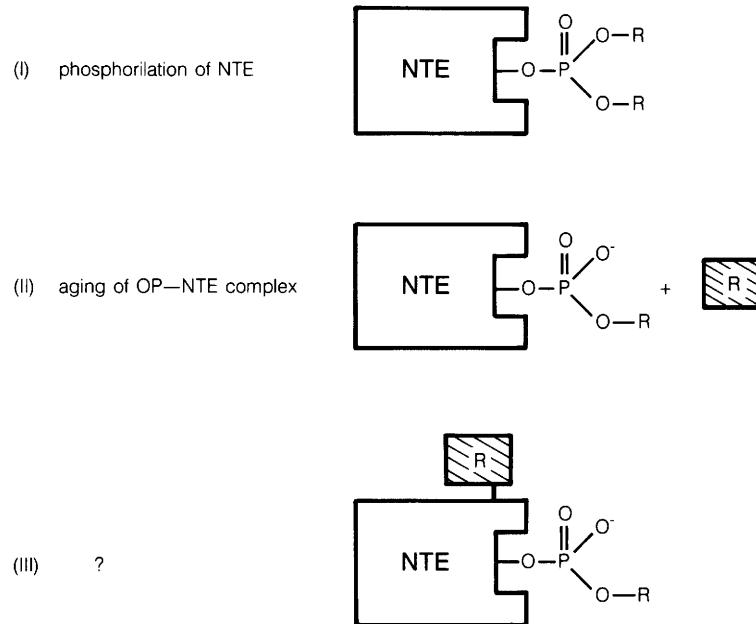 O
O—R
(I) phosphorilation of NTE
NTE
—O—P
O—R
O
O-
(II) aging of OP—NTE complex
NTE
—O—P
+
R
O—R
R
O
O-
(III) ?
NTE
—O—P
O—R